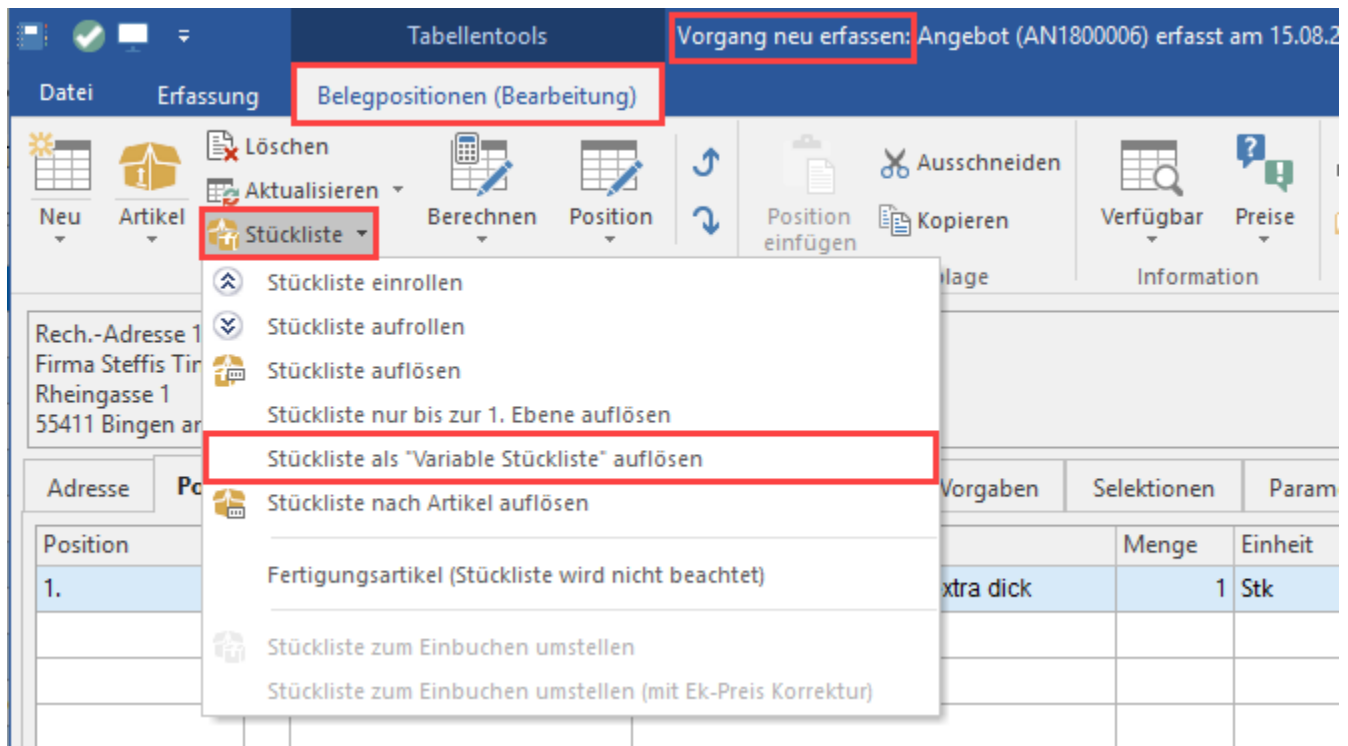 Tabellentools
Vorgang neu erfassen: Angebot (AN1800006) erfasst am 15.08.2
Datei Erfassung Belegpositionen (Bearbeitung)
Neu
Artikel
Löschen
Aktualisieren
Stückliste
Berechnen
Position
Position
einfügen
Ausschneiden
Kopieren
Verfügbar
Preise
Information
Stückliste einrollen
Stückliste aufrollen
Stückliste auflösen
Stückliste nur bis zur 1. Ebene auflösen
Stückliste als "Variable Stückliste" auflösen
Stückliste nach Artikel auflösen
Fertigungsartikel (Stückliste wird nicht beachtet)
Stückliste zum Einbuchen umstellen
Stückliste zum Einbuchen umstellen (mit Ek-Preis Korrektur)
Rech.-Adresse 1
Firma Steffis Tir
Rheingasse 1
55411 Bingen ar
Adresse Po Vorgaben Selektionen Param
Position Menge Einheit
1. xtra dick 1 Stk